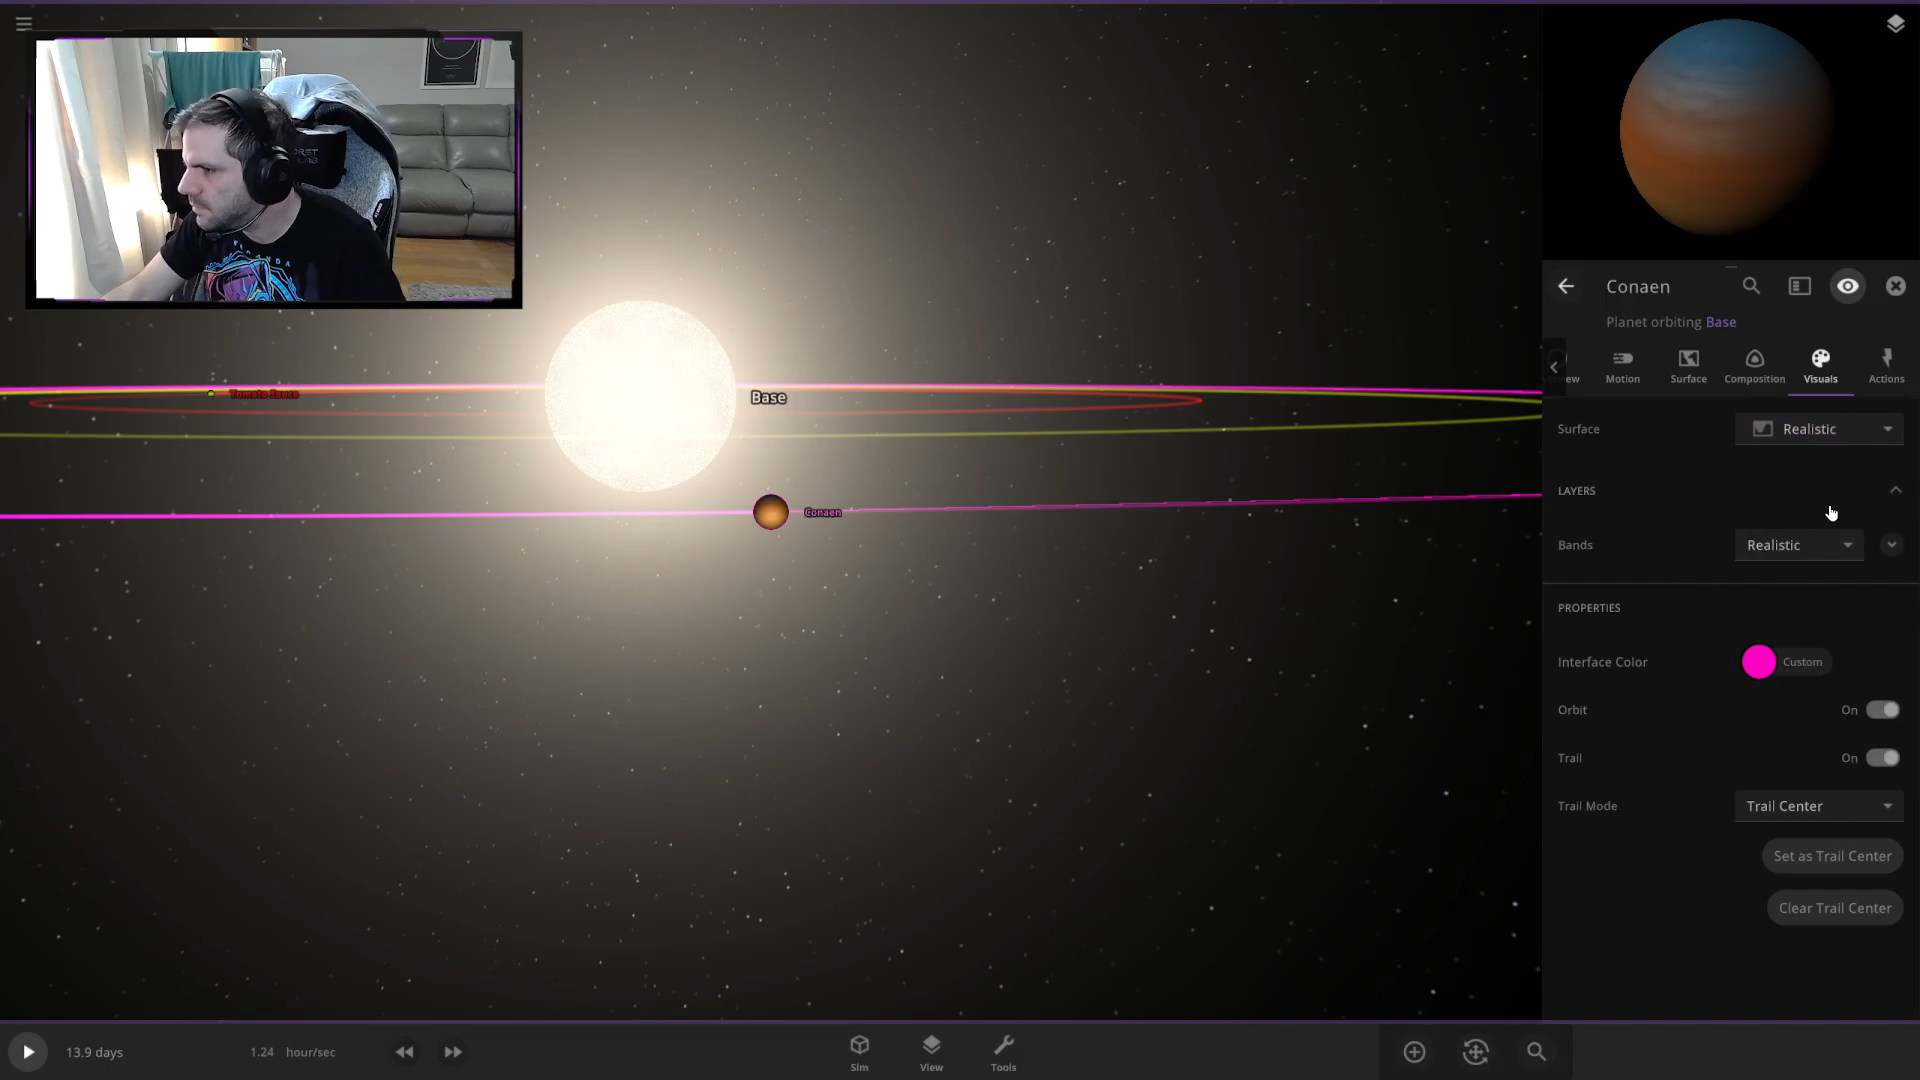 Tomato Sauce
Base
Conaen
Conaen
Planet orbiting Base
Motion
Surface
Composition
Visuals
Actions
Surface
Realistic
LAYERS
Bands
Realistic
PROPERTIES
Interface Color
Custom
Orbit
On
Trail
On
Trail Mode
Trail Center
Set as Trail Center
Clear Trail Center
13.9 days
1.24 hour/sec
Sim
View
Tools